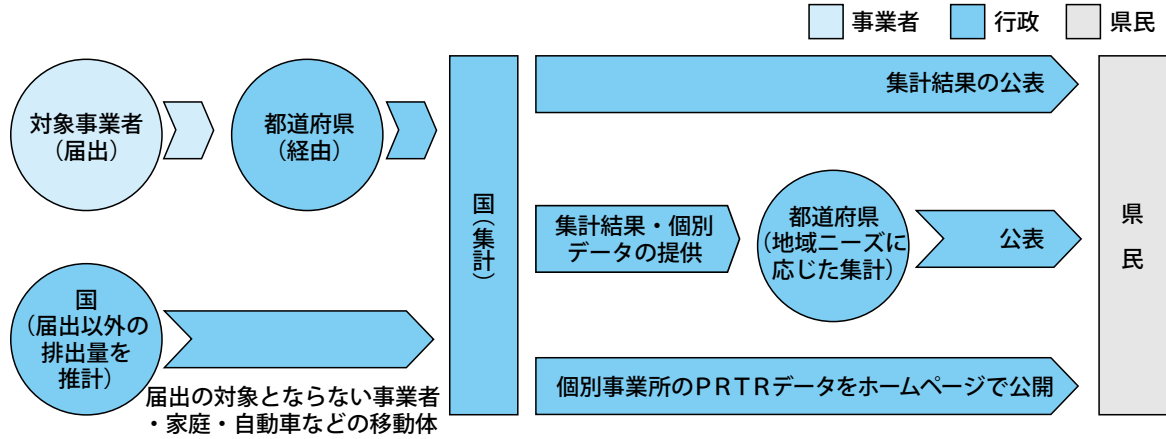 事業者 行政 県民
対象事業者
(届出)
都道府県
(経由)
国(集計)
集計結果の公表
集計結果・個別
データの提供
都道府県
(地域ニーズに
応じた集計)
公表
県民
国
(届出以外の
排出量を
推計)
届出の対象とならない事業者
・家庭・自動車などの移動体
個別事業所のPRTRデータをホームページで公開